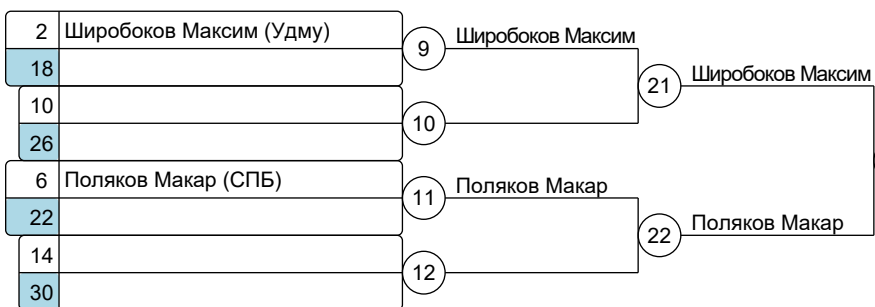 2 Широбоков Максим (Удму)
9 Широбоков Максим
18
21 Широбоков Максим
10
10
26
6 Поляков Макар (СПБ)
11 Поляков Макар
22
22 Поляков Макар
14
12
30